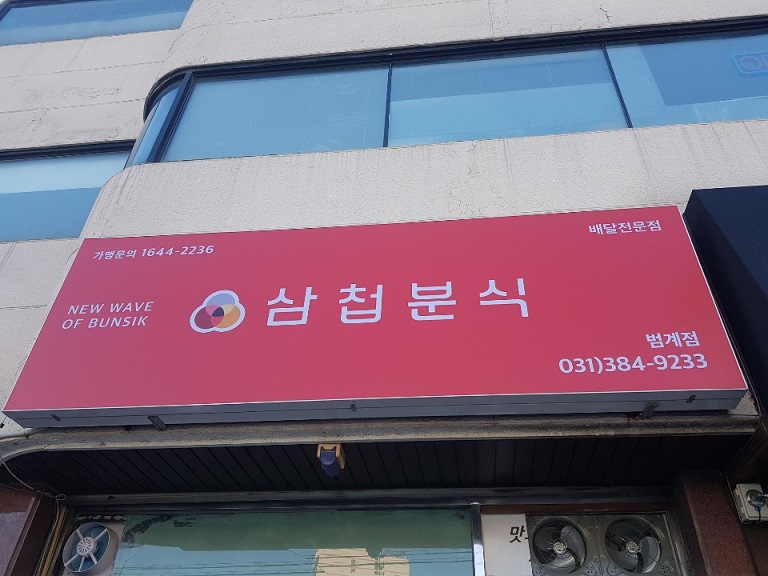 가맹문의 1644-2236
배달전문점
NEW WAVE
OF BUNSIK
삼첩분식
범계점
031)384-9233
맛